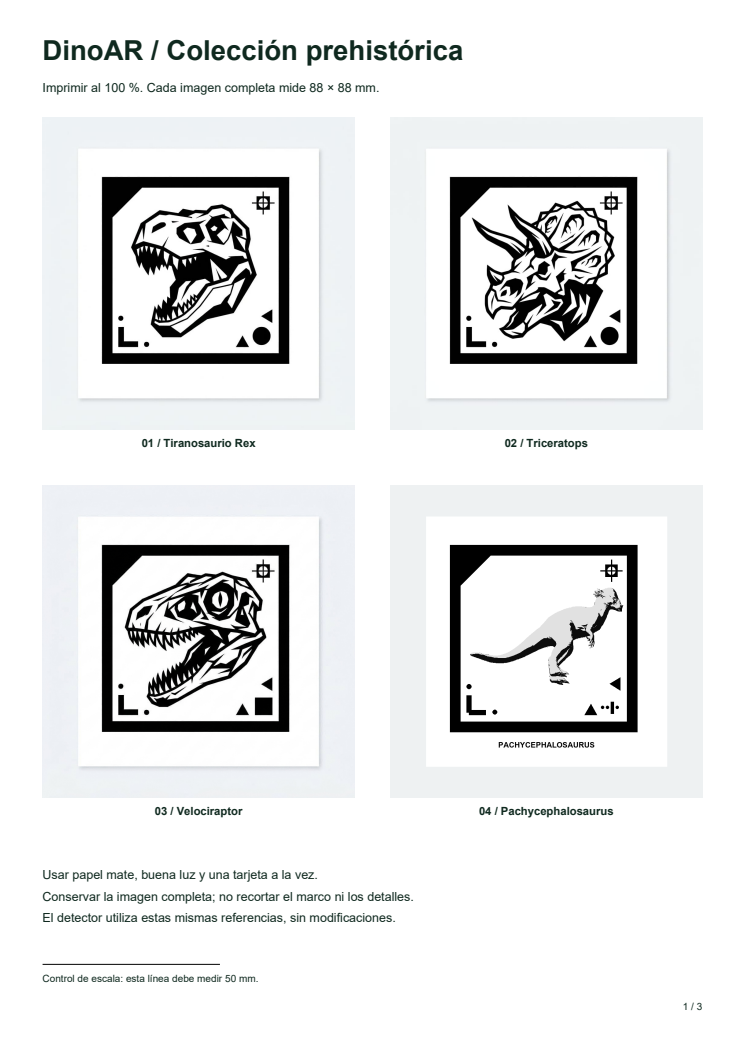 DinoAR / Colección prehistórica
Imprimir al 100 %. Cada imagen completa mide 88 × 88 mm.
01 / Tiranosaurio Rex
02 / Triceratops
PACHYCEPHALOSAURUS
03 / Velociraptor
04 / Pachycephalosaurus
Usar papel mate, buena luz y una tarjeta a la vez.
Conservar la imagen completa; no recortar el marco ni los detalles.
El detector utiliza estas mismas referencias, sin modificaciones.
Control de escala: esta línea debe medir 50 mm.
1 / 3